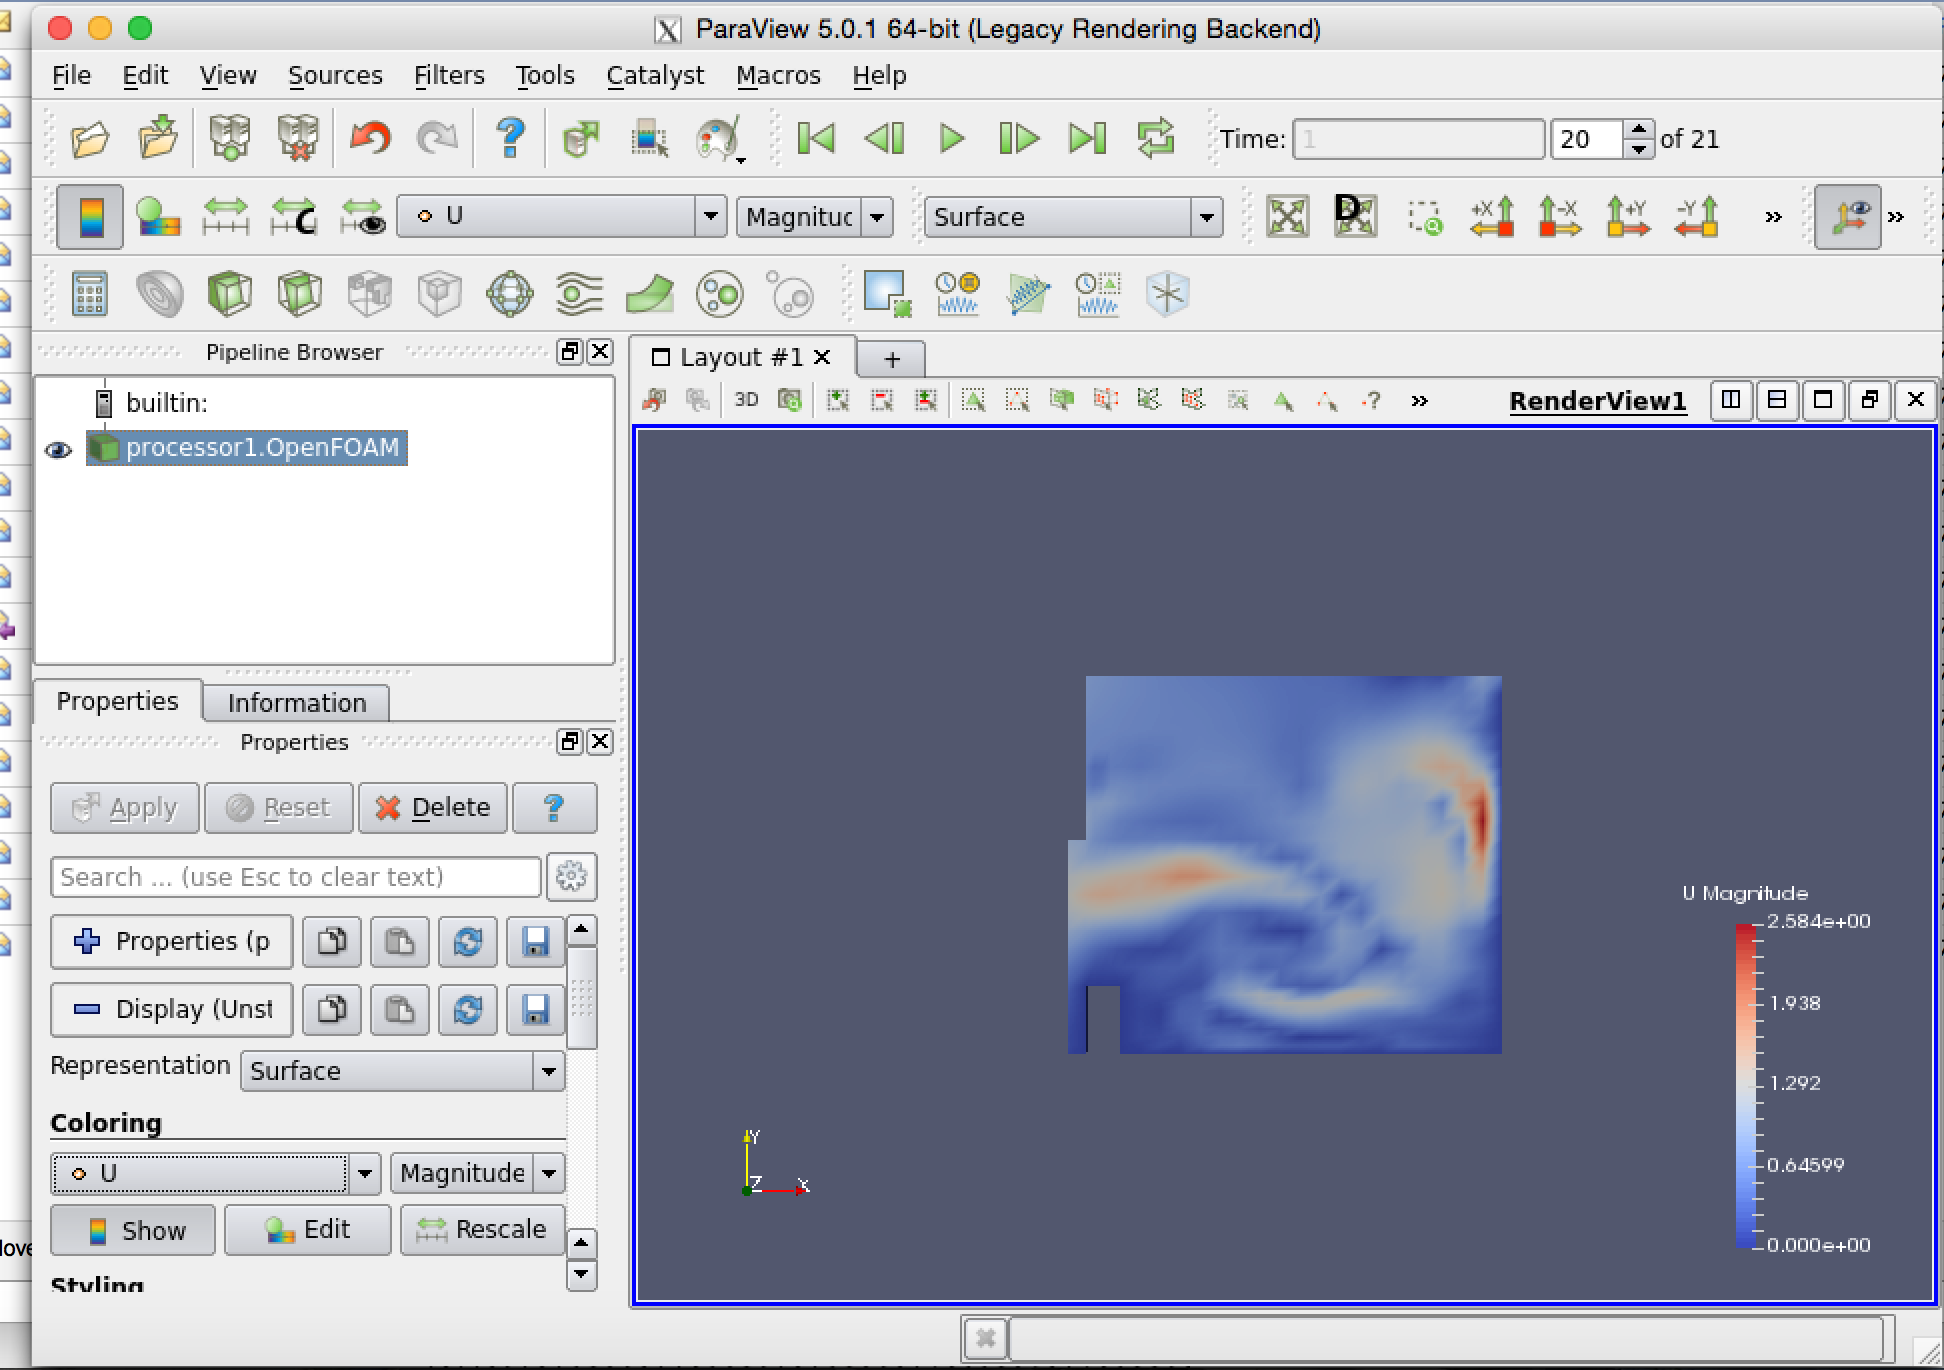 ParaView 5.0.1 64-bit (Legacy Rendering Backend)
File Edit View Sources Filters Tools Catalyst Macros Help
Time: 1 20 of 21
U Magnituc Surface D +X -X +Y -Y »  »
Pipeline Browser
Layout #1 +
builtin:
3D ? » RenderView1
processor1.OpenFOAM
Properties Information
Properties
Apply Reset Delete ?
Search ... (use Esc to clear text)
Properties (p
Display (Unst
Representation Surface
Coloring
U Magnitude
Show Edit Rescale
Styling
U Magnitude
2.584e+00
1.938
1.292
0.64599
0.000e+00
Y
Z X
love